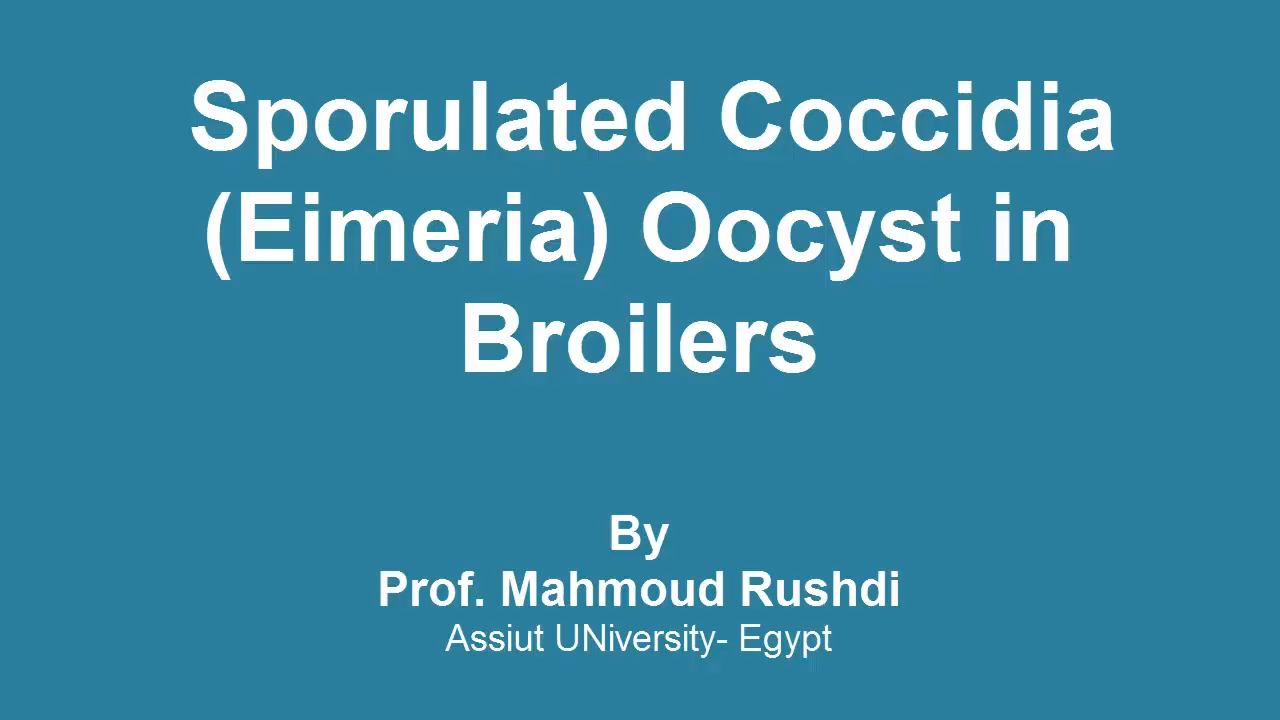 Sporulated Coccidia
(Eimeria) Oocyst in
Broilers
By
Prof. Mahmoud Rushdi
Assiut UNiversity- Egypt